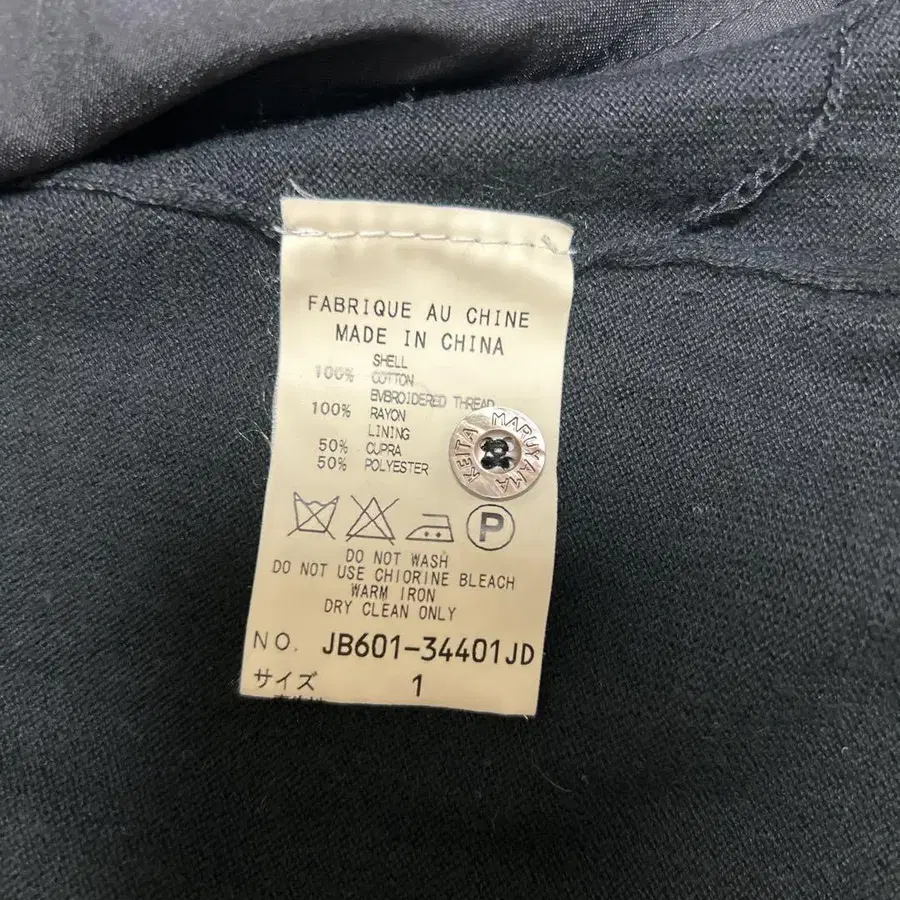 FABRIQUE AU CHINE
MADE IN CHINA
SHELL
100% COTTON
EMBROIDERED THREAD
100% RAYON
LINING
50% CUPRA
50% POLYESTER
KEITA MARUYAMA
P
DO NOT WASH
DO NOT USE CHIORINE BLEACH
WARM IRON
DRY CLEAN ONLY
NO. JB601-34401JD
サイズ 1